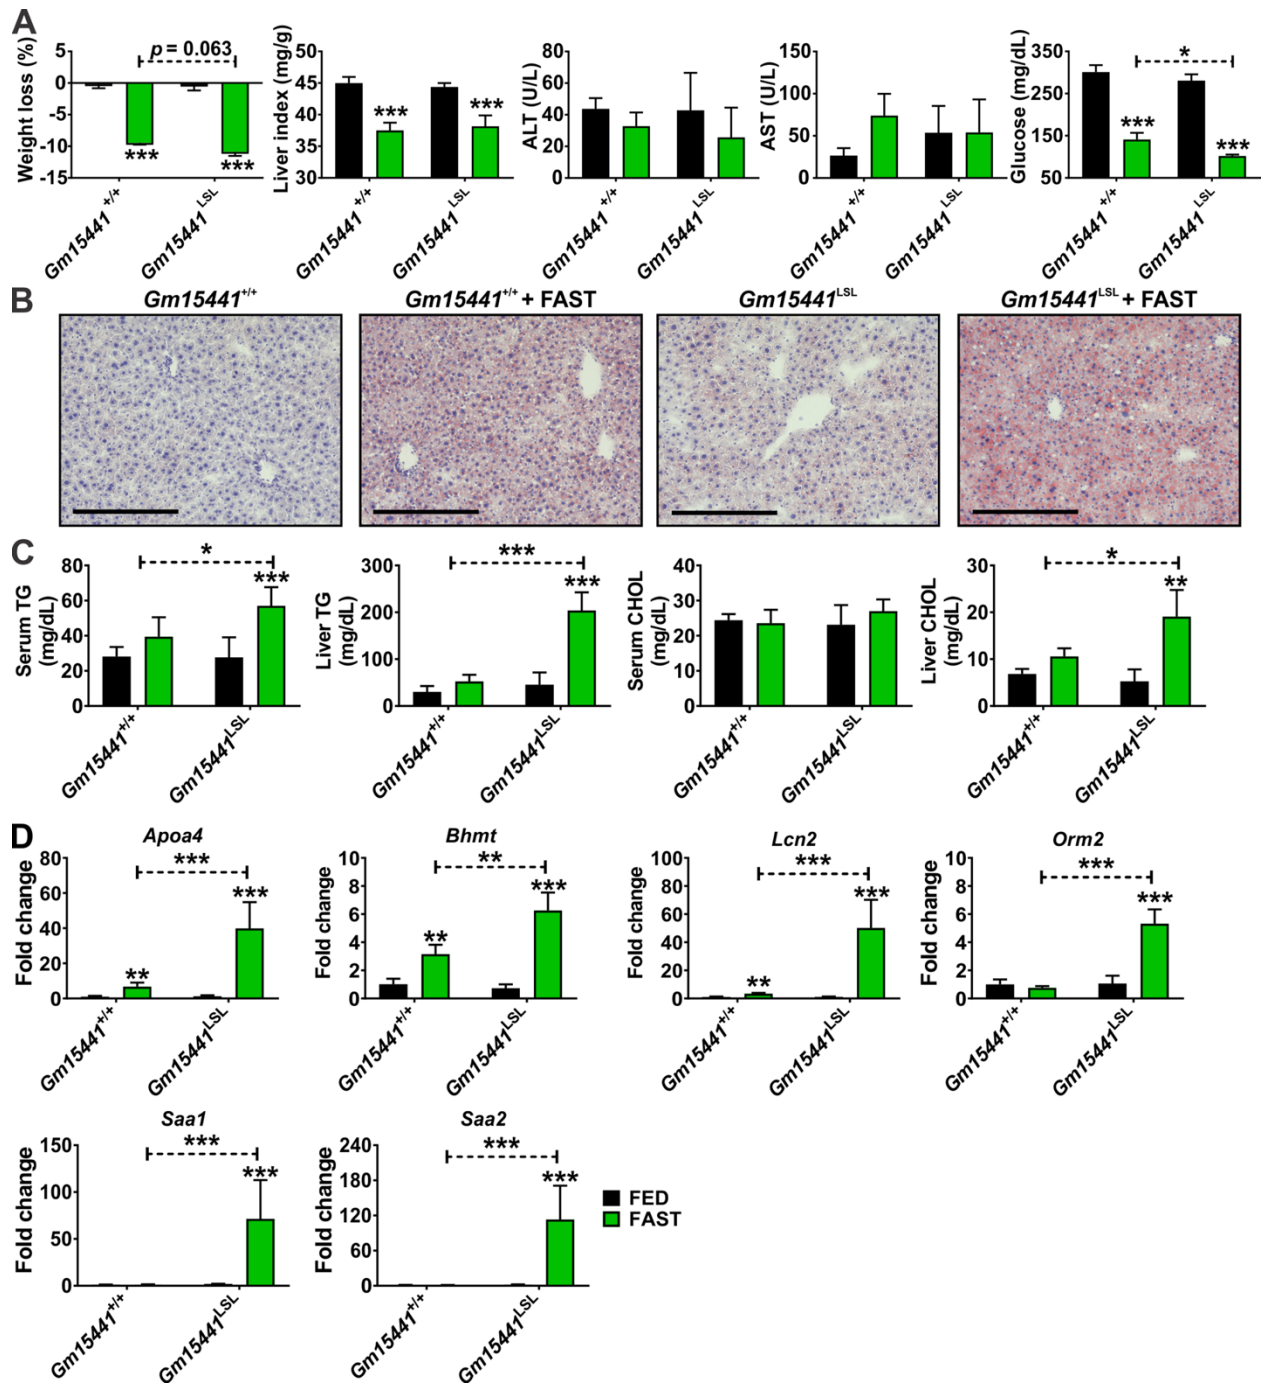 A
Weight loss (%)
5
0
-5
-10
-15
p = 0.063
***
***
Gm15441+/+
Gm15441LSL
Liver index (mg/g)
50
45
40
35
30
***
***
Gm15441+/+
Gm15441LSL
ALT (U/L)
80
60
40
20
0
Gm15441+/+
Gm15441LSL
AST (U/L)
150
100
50
0
Gm15441+/+
Gm15441LSL
Glucose (mg/dL)
350
250
150
50
*
***
***
Gm15441+/+
Gm15441LSL
B
Gm15441+/+
Gm15441+/+ + FAST
Gm15441LSL
Gm15441LSL + FAST
C
Serum TG
(mg/dL)
80
60
40
20
0
*
***
Gm15441+/+
Gm15441LSL
Liver TG
(mg/dL)
300
200
100
0
***
***
Gm15441+/+
Gm15441LSL
Serum CHOL
(mg/dL)
40
30
20
10
0
Gm15441+/+
Gm15441LSL
Liver CHOL
(mg/dL)
30
20
10
0
*
**
Gm15441+/+
Gm15441LSL
D
Apoa4
Fold change
80
60
40
20
0
***
**
***
Gm15441+/+
Gm15441LSL
Bhmt
Fold change
10
8
6
4
2
0
**
**
***
Gm15441+/+
Gm15441LSL
Lcn2
Fold change
100
80
60
40
20
0
***
**
***
Gm15441+/+
Gm15441LSL
Orm2
Fold change
10
8
6
4
2
0
***
***
Gm15441+/+
Gm15441LSL
Saa1
Fold change
150
100
50
0
***
***
Gm15441+/+
Gm15441LSL
Saa2
Fold change
240
180
120
60
0
***
***
Gm15441+/+
Gm15441LSL
FED
FAST